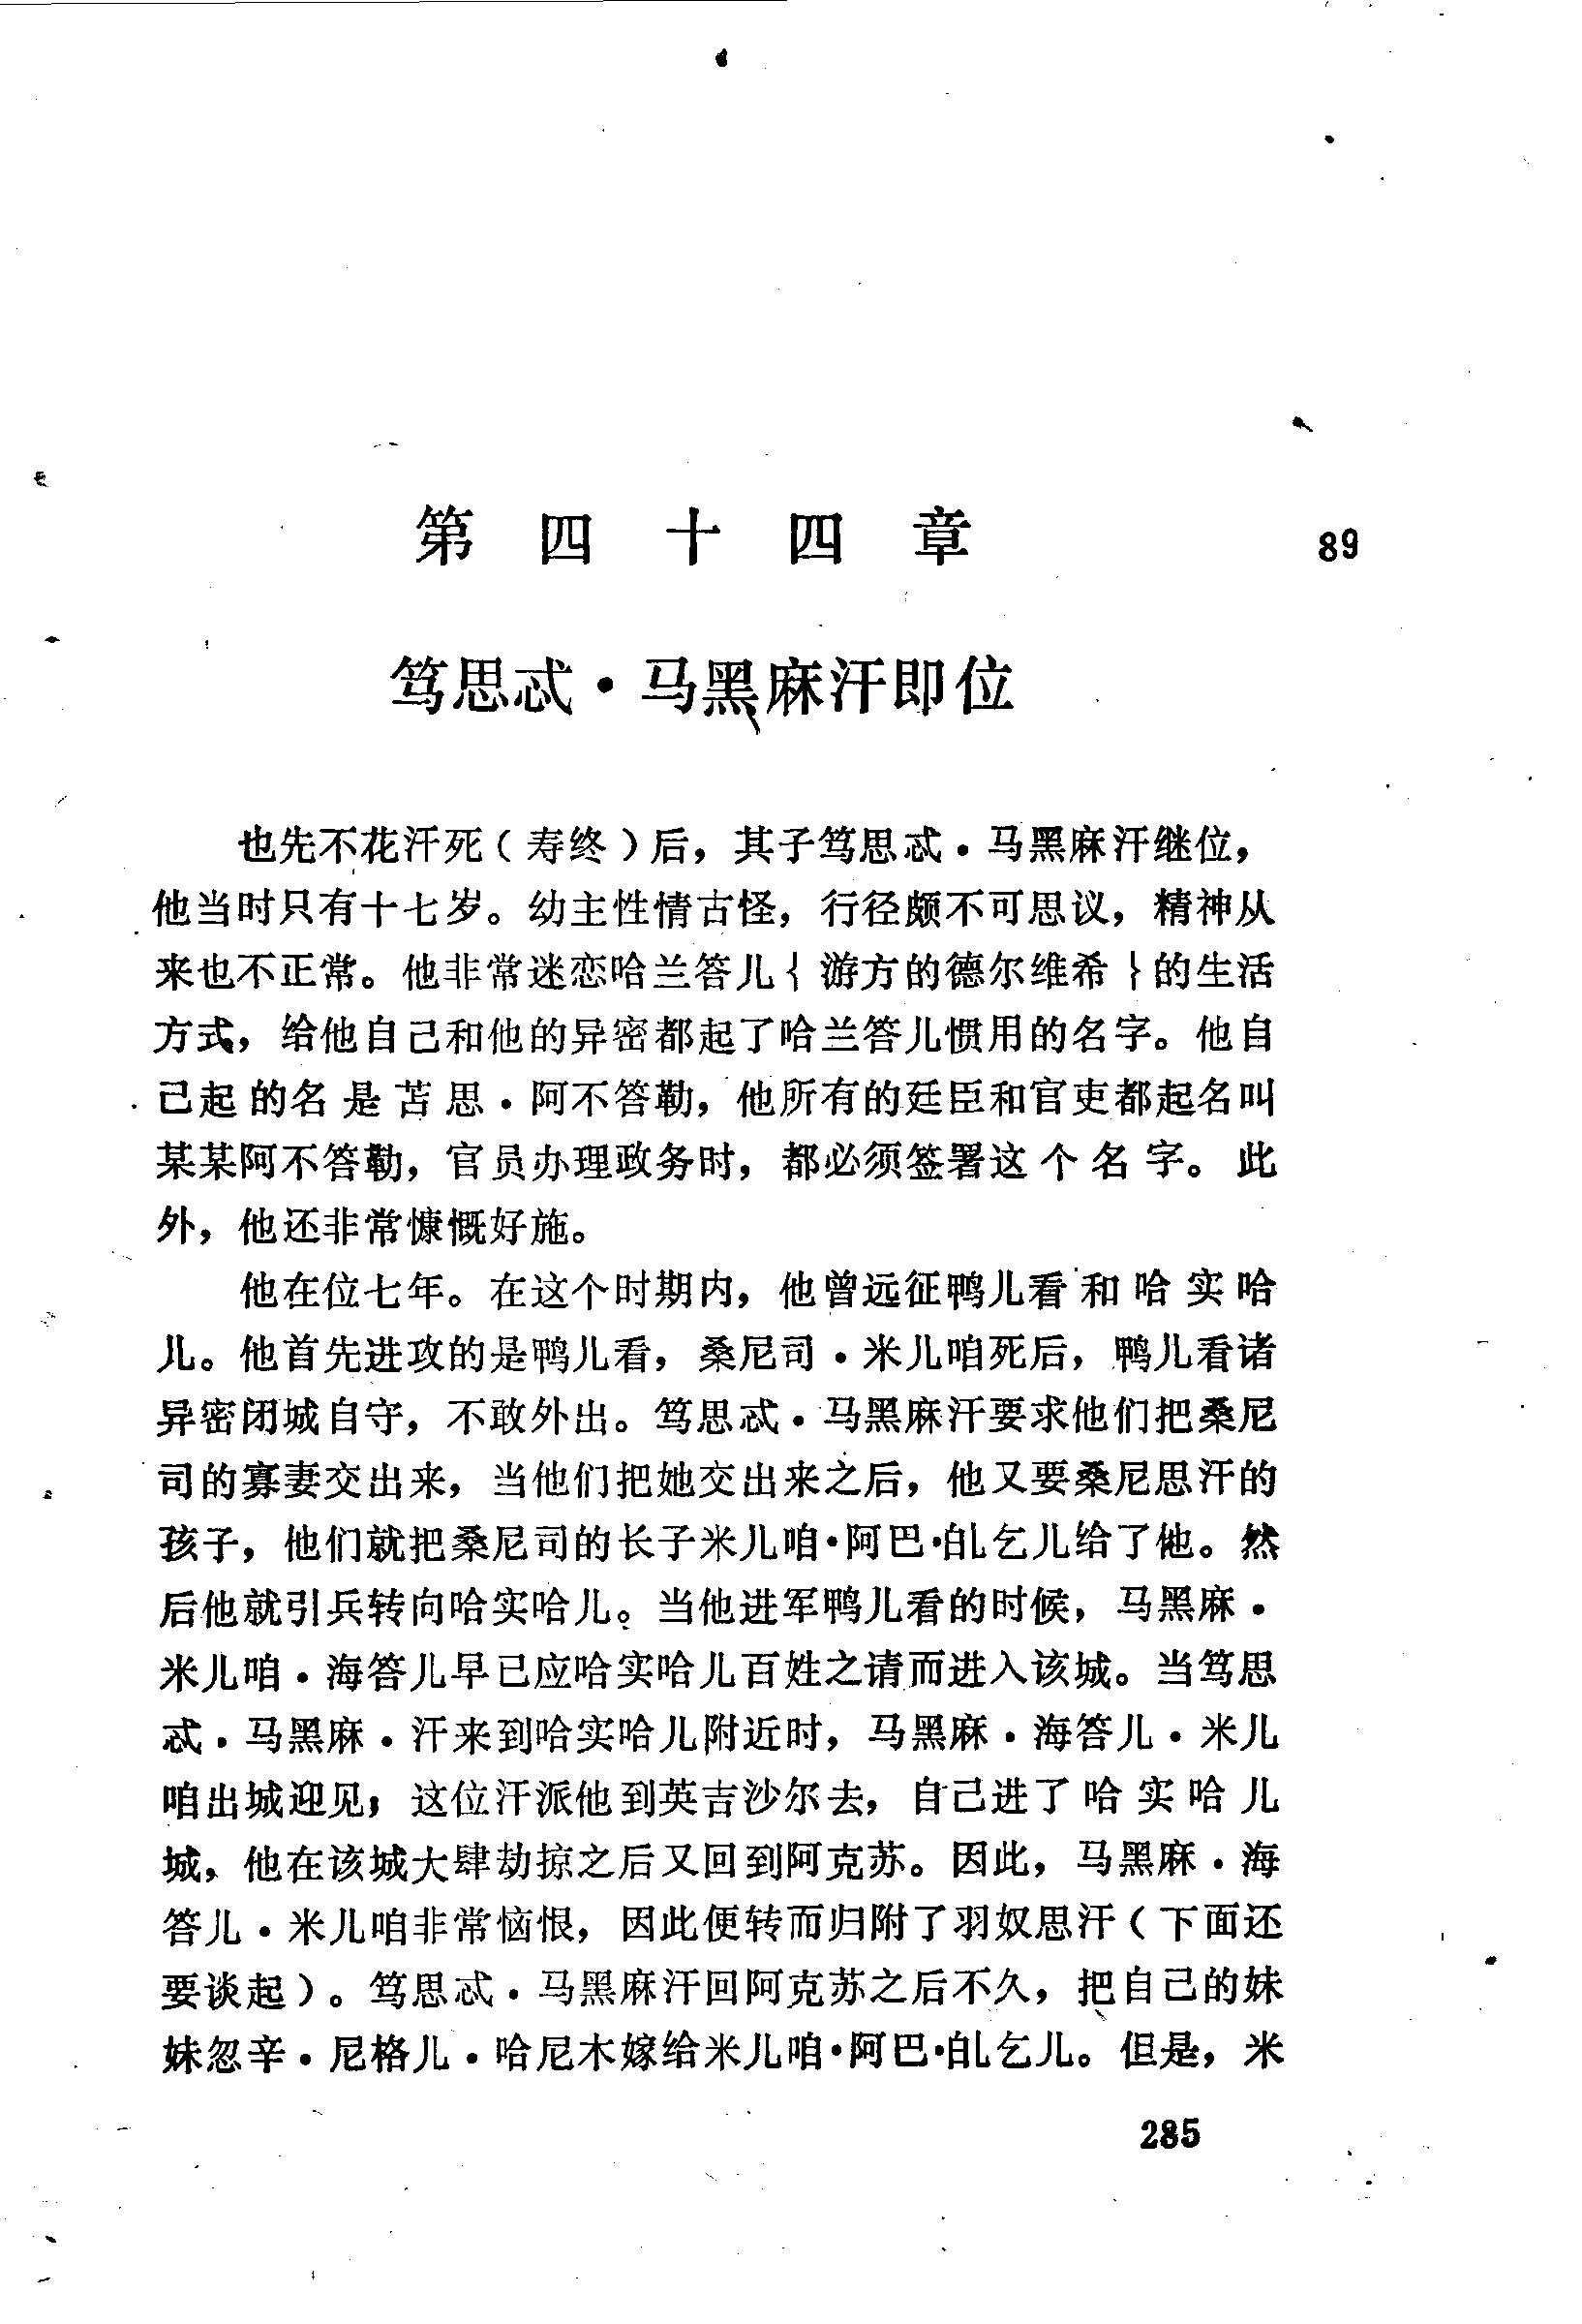 第四十四章
89
笃思忒·马黑麻汗即位
也先不花汗死(寿终)后，其子笃思忒·马黑麻汗继位，
他当时只有十七岁。幼主性情古怪，行径颇不可思议，精神从
来也不正常。他非常迷恋哈兰答儿{游方的德尔维希}的生活
方式，给他自己和他的异密都起了哈兰答儿惯用的名字。他自
己起的名是苫思·阿不答勒，他所有的廷臣和官吏都起名叫
某某阿不答勒，官员办理政务时，都必须签署这个名字。此
外，他还非常慷慨好施。
他在位七年。在这个时期内，他曾远征鸭儿看和哈实哈
儿。他首先进攻的是鸭儿看，桑尼司·米儿咱死后，鸭儿看诸
异密闭城自守，不敢外出。笃思忒·马黑麻汗要求他们把桑尼
司的寡妻交出来，当他们把她交出来之后，他又要桑尼思汗的
孩子，他们就把桑尼司的长子米儿咱·阿巴·癿乞儿给了他。然
后他就引兵转向哈实哈儿。当他进军鸭儿看的时候，马黑麻·
米儿咱·海答儿早已应哈实哈儿百姓之请而进入该城。当笃思
忒·马黑麻·汗来到哈实哈儿附近时，马黑麻·海答儿·米儿
咱出城迎见；这位汗派他到英吉沙尔去，自己进了哈实哈儿
城，他在该城大肆劫掠之后又回到阿克苏。因此，马黑麻·海
答儿·米儿咱非常恼恨，因此便转而归附了羽奴思汗(下面还
要谈起)。笃思忒·马黑麻汗回阿克苏之后不久，把自己的妹
妹忽辛·尼格儿·哈尼木嫁给米儿咱·阿巴·癿乞儿。但是，米
285